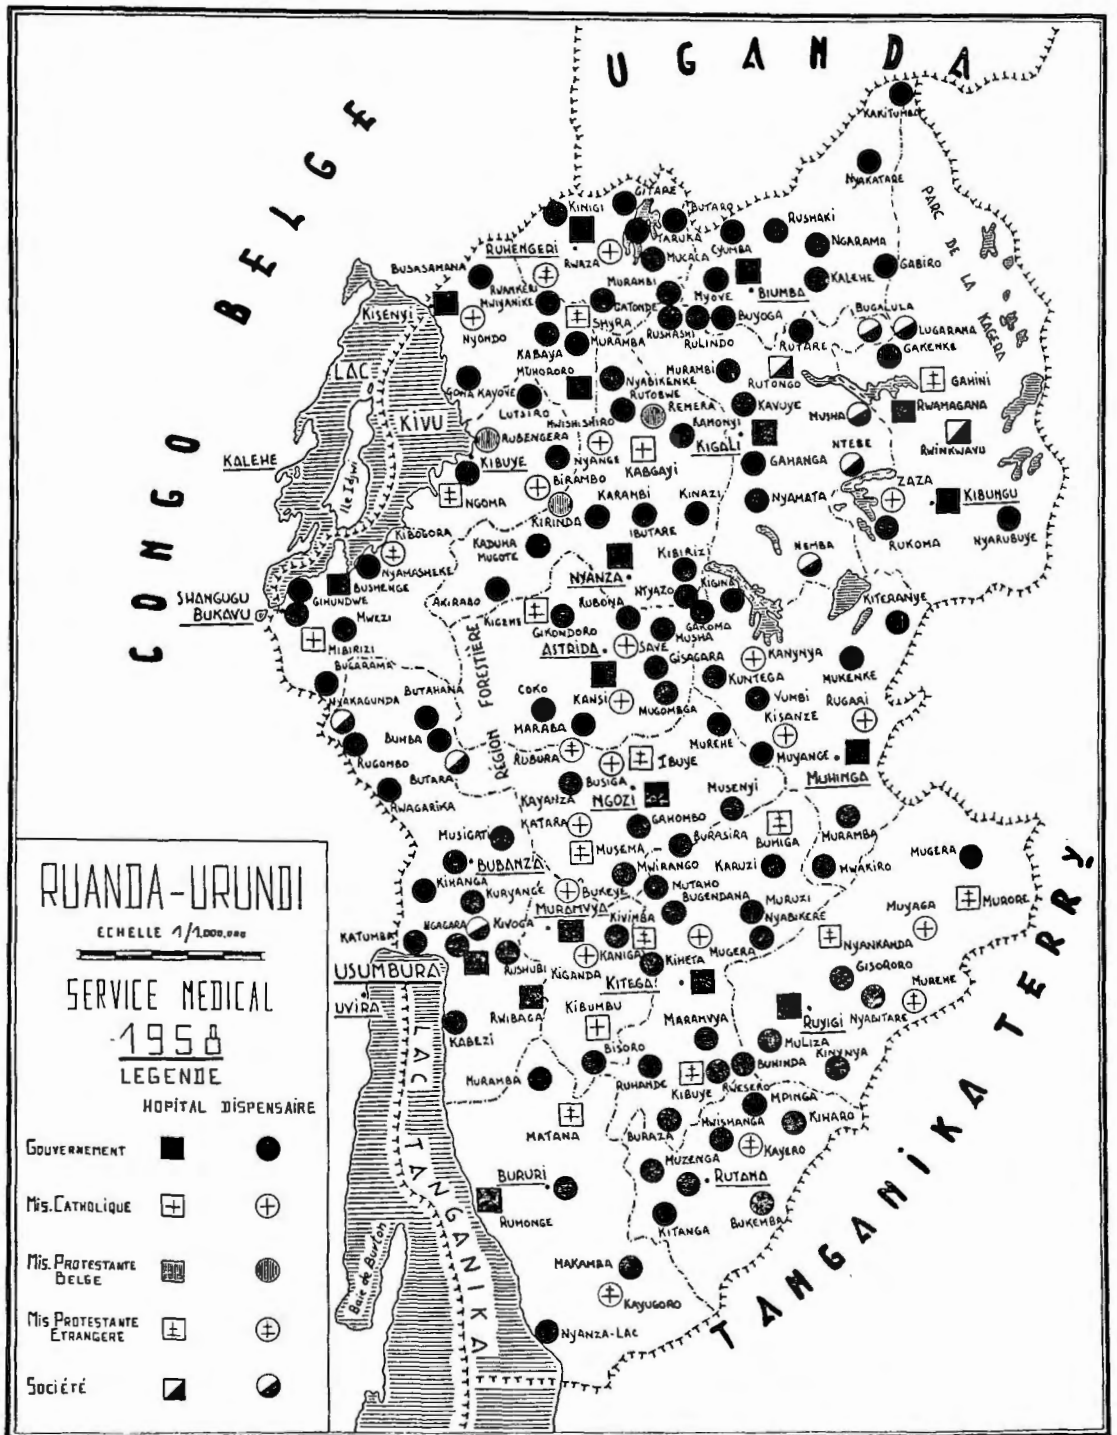 UGANDA
CONGO BELGE
KAKITUMBA
NYAKATARE
PARC DE LA KAGERA
GITARE
KINIGI
BUTARO
RUSHAKI
RUHENGERI
TARUKA
CYUMBA
NGARAMA
RWAZA
MUCACA
BUSASAMANA
GABIRO
RWANKERI
MURAMBI
KALEHE
MWIYANIKE
MYOVE
BIUMBA
KISENYI
GATONDE
BUGALULA
SHYRA
BUYOGA
LUGARAMA
NYONDO
RUSHASHI
RULINDO
RUTARE
KABAYA
MURAMBA
GAKENKE
LAC
MUHORORO
MURAMBI
RUTONGO
GAHINI
GOMA KAYOVE
NYABIKENKE
LUTSIRO
RUTOBWE
KAVUYE
MUSHA
RWAMAGANA
KIVU
MWISHISHIRO
REMERA
KAMONYI
RUBENGERA
KIGALI
NTEBE
RWINKWAVU
KALEHE
KIBUYE
NYANGE
KABGAYI
GAHANGA
ZAZA
Ile Idjwi
BIRAMBO
KIBUNGU
NGOMA
KARAMBI
KINAZI
NYAMATA
KIRINDA
IBUTARE
RUKOMA
NYARUBUYE
KIBOGORA
KADUHA
MUGOTE
KIBIRIZI
NEMBA
NYAMASHEKE
NYANZA
BUSHENGE
KIGINA
SHANGUGU
GIHUNDWE
AKIRABO
NTYAZO
KITERANYE
BUKAVU
KIGEME
RUBONA
MWEZI
GIKONDORO
GAKOMA
MUSHA
MIBIRIZI
ASTRIDA
SAVE
KANYNYA
BUGARAMA
GISAGARA
MUKENKE
RÉGION FORESTIÈRE
KUNTEGA
NYAKAGUNDA
BUTAHANA
COKO
KANSI
VUMBI
RUGARI
MUGOMBGA
MARABA
KISANZE
BUHBA
MUREHE
RUGOMBO
RUBURA
IBUYE
MUYANGE
BUTARA
BUSIGA
MUHINGA
RWAGARIKA
KAYANZA
NGOZI
MUSENYI
KATARA
GAHOMBO
MUSIGATI
BURASIRA
BUHIGA
MURAMBA
MUSEMA
MUGERA
BUBANZA
MWIRANGO
KARUZI
MWAKIRO
KIHANGA
BUKEYE
MUTAHO
KURYANGE
BUGENDANA
MURUZI
MURORE
MURAMVYA
MUYAGA
KIVIMBA
NYABIKERE
NGAGARA
KIVOGA
KATUMBA
KANIGA
MUGERA
NYANKANDA
RUSHUBI
KIGANDA
KIHETA
USUMBURA
GISORORO
KITEGA
MUREHE
UVIRA
RWIBAGA
KIBUMBU
NYABITARE
RUYIGI
MARAMVYA
KABEZI
MULIZA
BISORO
KINYNYA
BUHINDA
MURAMBA
RUHANDE
KIBUYE
RWESERO
MPINGA
MATANA
MWISHANGA
KIHARO
BURAZA
KAYERO
MUZENGA
BURURI
RUTANA
RUMONGE
BUKEMBA
KITANGA
MAKAMBA
KAYUGORO
NYANZA-LAC
LAC TANGANIKA
Baie de Burton
TANGANIKA TERRY
RUANDA-URUNDI
ECHELLE 1/1.000.000
SERVICE MEDICAL
1958
LEGENDE
HOPITAL DISPENSAIRE
GOUVERNEMENT
MIS. CATHOLIQUE
MIS. PROTESTANTE
BELGE
MIS PROTESTANTE
ETRANGERE
SOCIÉTÉ